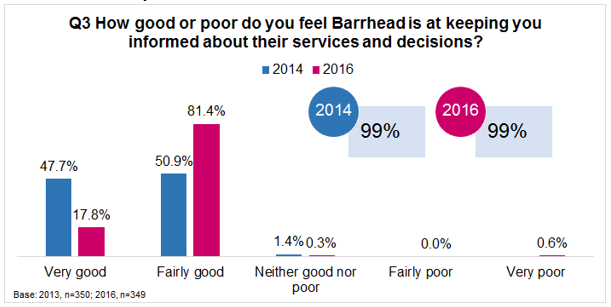 Q3 How good or poor do you feel Barrhead is at keeping you
informed about their services and decisions?
2014 2016
2014 99%
2016 99%
47.7% 17.8%
50.9% 81.4%
1.4% 0.3%
0.0%
0.6%
Very good
Fairly good
Neither good nor
poor
Fairly poor
Very poor
Base: 2013, n=350; 2016, n=349